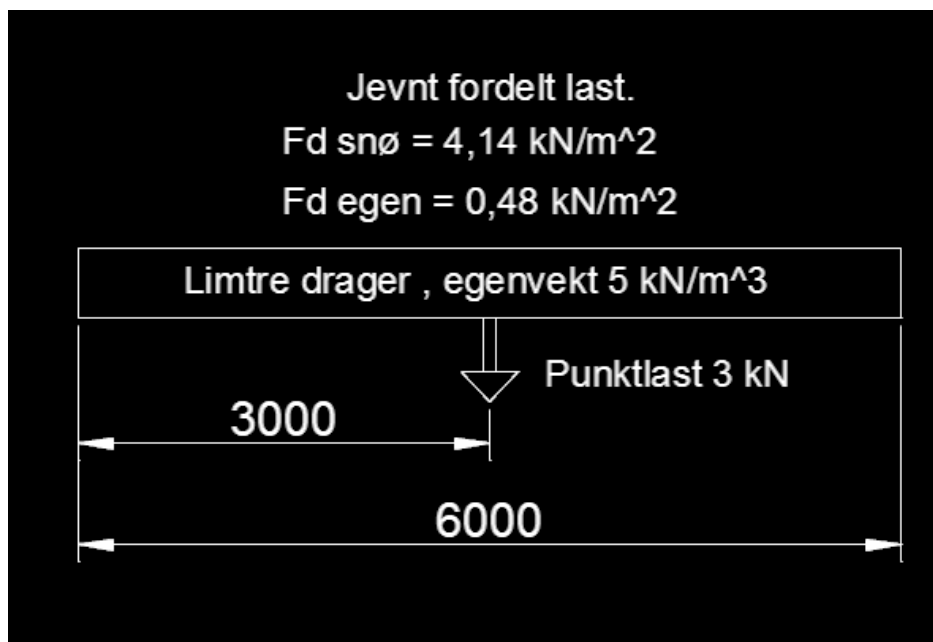 Jevnt fordelt last.
Fd snø = 4,14 kN/m^2
Fd egen = 0,48 kN/m^2
Limtre drager , egenvekt 5 kN/m^3
Punktlast 3 kN
3000
6000